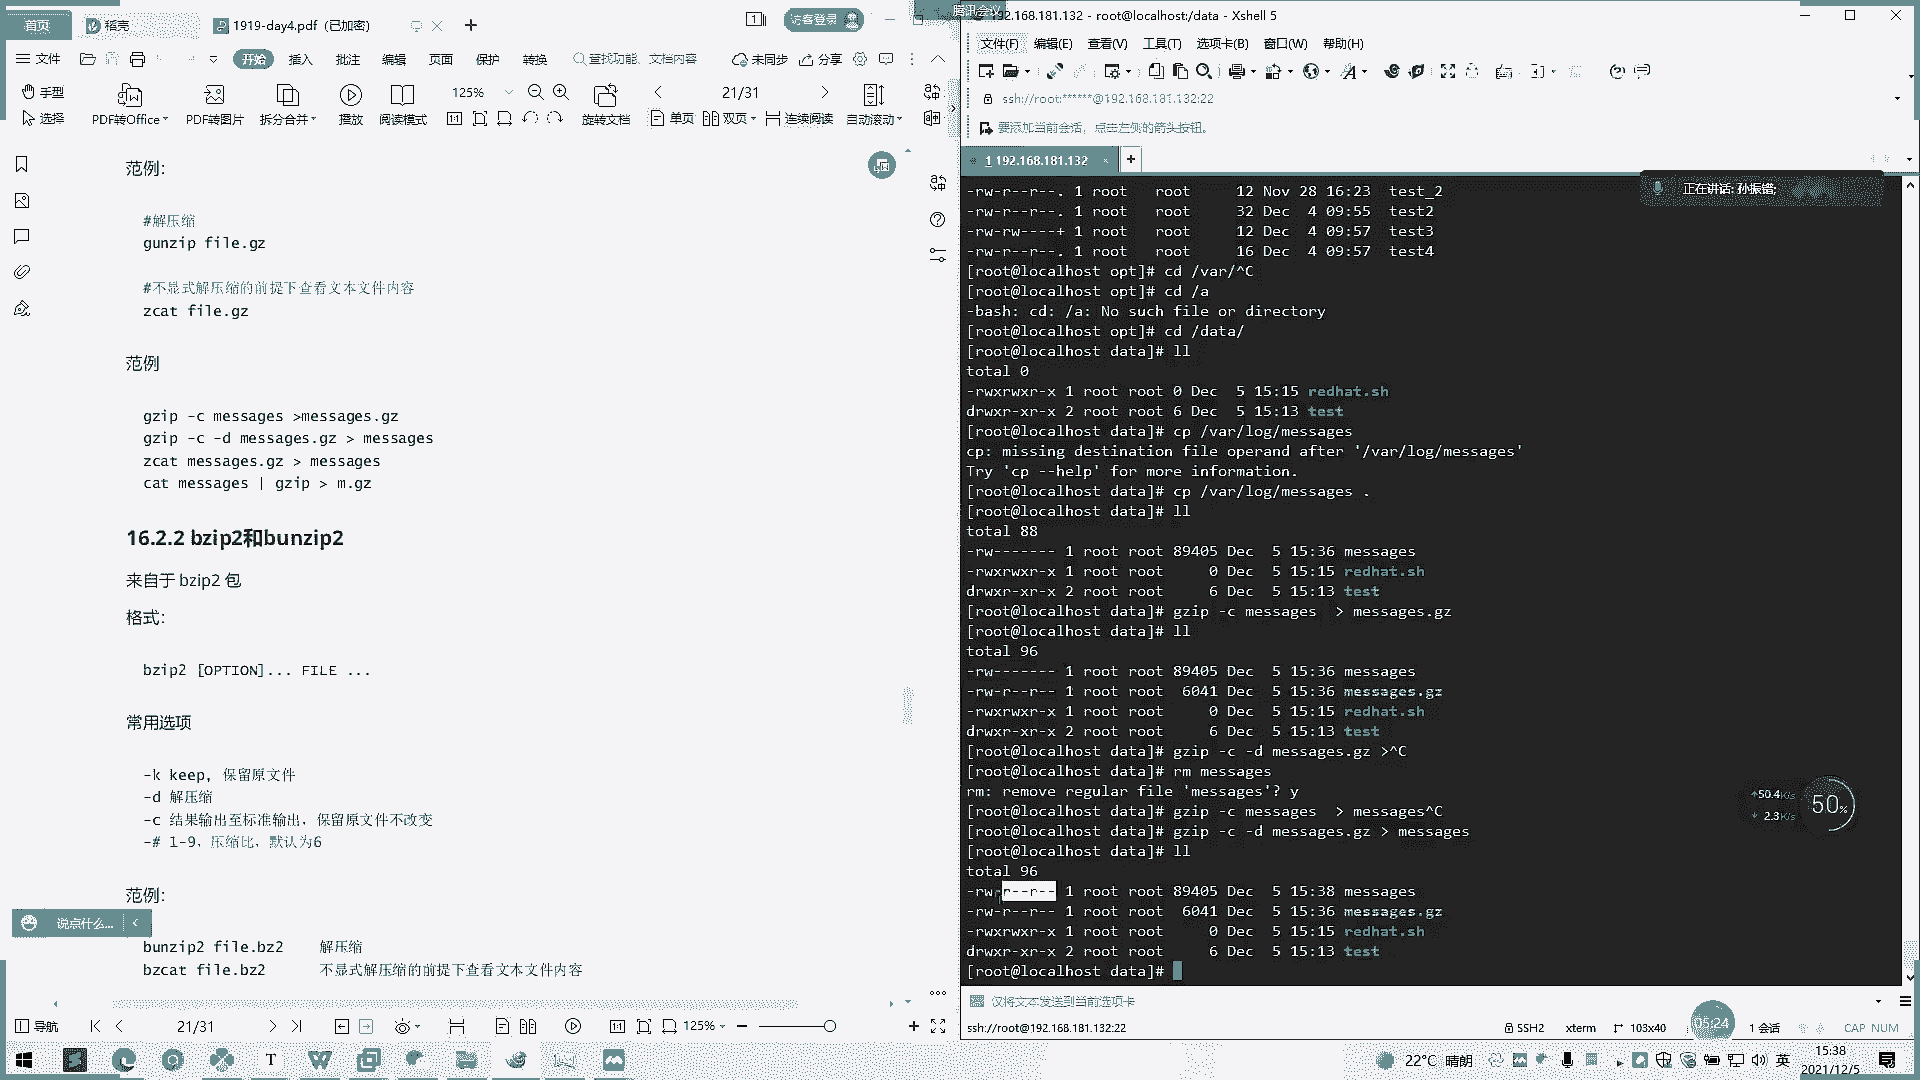 首页
稻壳
1919-day4.pdf (已加密)
访客登录
文件
开始
插入
批注
编辑
页面
保护
转换
查找功能、文档内容
未同步
分享
手型
选择
PDF转Office
PDF转图片
拆分合并
播放
阅读模式
125%
21/31
旋转文档
单页
双页
连续阅读
自动滚动
范例:
#解压缩
gunzip file.gz
#不显式解压缩的前提下查看文本文件内容
zcat file.gz
范例
gzip -c messages >messages.gz
gzip -c -d messages.gz > messages
zcat messages.gz > messages
cat messages | gzip > m.gz
16.2.2 bzip2和bunzip2
来自于 bzip2 包
格式:
bzip2 [OPTION]... FILE ...
常用选项
-k keep, 保留原文件
-d 解压缩
-c 结果输出至标准输出，保留原文件不改变
-# 1-9，压缩比，默认为6
范例:
说点什么...
bunzip2 file.bz2 解压缩
bzcat file.bz2 不显式解压缩的前提下查看文本文件内容
导航
21/31
125%
腾讯会议
192.168.181.132 - root@localhost:/data - Xshell 5
文件(F) 编辑(E) 查看(V) 工具(T) 选项卡(B) 窗口(W) 帮助(H)
ssh://root:******@192.168.181.132:22
要添加当前会话，点击左侧的箭头按钮。
1 192.168.181.132
正在讲话: 孙振锴;
-rw-r--r--. 1 root root 12 Nov 28 16:23 test_2
-rw-r--r--. 1 root root 32 Dec 4 09:55 test2
-rw-rw----+ 1 root root 12 Dec 4 09:57 test3
-rw-r--r--. 1 root root 16 Dec 4 09:57 test4
[root@localhost opt]# cd /var/^C
[root@localhost opt]# cd /a
-bash: cd: /a: No such file or directory
[root@localhost opt]# cd /data/
[root@localhost data]# ll
total 0
-rwxrwxr-x 1 root root 0 Dec 5 15:15 redhat.sh
drwxr-xr-x 2 root root 6 Dec 5 15:13 test
[root@localhost data]# cp /var/log/messages
cp: missing destination file operand after '/var/log/messages'
Try 'cp --help' for more information.
[root@localhost data]# cp /var/log/messages .
[root@localhost data]# ll
total 88
-rw------- 1 root root 89405 Dec 5 15:36 messages
-rwxrwxr-x 1 root root 0 Dec 5 15:15 redhat.sh
drwxr-xr-x 2 root root 6 Dec 5 15:13 test
[root@localhost data]# gzip -c messages > messages.gz
[root@localhost data]# ll
total 96
-rw------- 1 root root 89405 Dec 5 15:36 messages
-rw-r--r-- 1 root root 6041 Dec 5 15:36 messages.gz
-rwxrwxr-x 1 root root 0 Dec 5 15:15 redhat.sh
drwxr-xr-x 2 root root 6 Dec 5 15:13 test
[root@localhost data]# gzip -c -d messages.gz >^C
[root@localhost data]# rm messages
rm: remove regular file 'messages'? y
[root@localhost data]# gzip -c messages > messages^C
[root@localhost data]# gzip -c -d messages.gz > messages
[root@localhost data]# ll
total 96
-rw-r--r-- 1 root root 89405 Dec 5 15:38 messages
-rw-r--r-- 1 root root 6041 Dec 5 15:36 messages.gz
-rwxrwxr-x 1 root root 0 Dec 5 15:15 redhat.sh
drwxr-xr-x 2 root root 6 Dec 5 15:13 test
[root@localhost data]#
50.4K/s
2.3K/s
50%
仅将文本发送到当前选项卡
ssh://root@192.168.181.132:22
05:24
SSH2
xterm
103x40
1 会话
CAP NUM
22°C 晴朗
英
15:38
2021/12/5